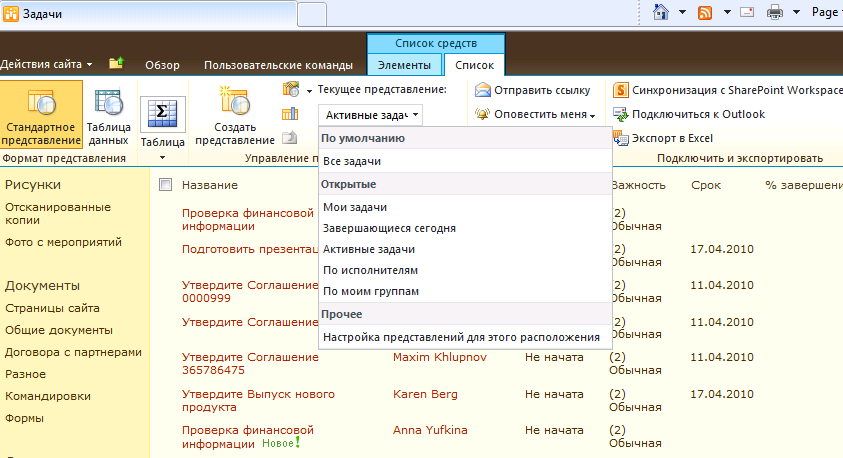 Задачи
Page
Список средств
Действия сайта
Обзор
Пользовательские команды
Элементы
Список
Стандартное представление
Таблица данных
Формат представления
Таблица
Создать представление
Текущее представление:
Активные задач
Управление п
Отправить ссылку
Оповестить меня
Синхронизация с SharePoint Workspace
Подключиться к Outlook
Экспорт в Excel
Подключить и экспортировать
По умолчанию
Все задачи
Открытые
Мои задачи
Завершающиеся сегодня
Активные задачи
По исполнителям
По моим группам
Прочее
Настройка представлений для этого расположения
Рисунки
Отсканированные
копии
Фото с мероприятий
Документы
Страницы сайта
Общие документы
Договора с партнерами
Разное
Командировки
Формы
Название
Важность
Срок
% завершени
Проверка финансовой
информации
(2)
Обычная
Подготовить презентац
(2)
Обычная
17.04.2010
Утвердите Соглашение
0000999
(2)
Обычная
11.04.2010
Утвердите Соглашение
(2)
Обычная
11.04.2010
Утвердите Соглашение
365786475
Maxim Khlupnov
Не начата
(2)
Обычная
11.04.2010
Утвердите Выпуск нового
продукта
Karen Berg
Не начата
(2)
Обычная
17.04.2010
Проверка финансовой
информации Новое!
Anna Yufkina
Не начата
(2)
Обычная